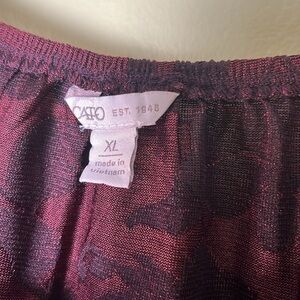 CATO EST. 1946
XL
made in
vietnam